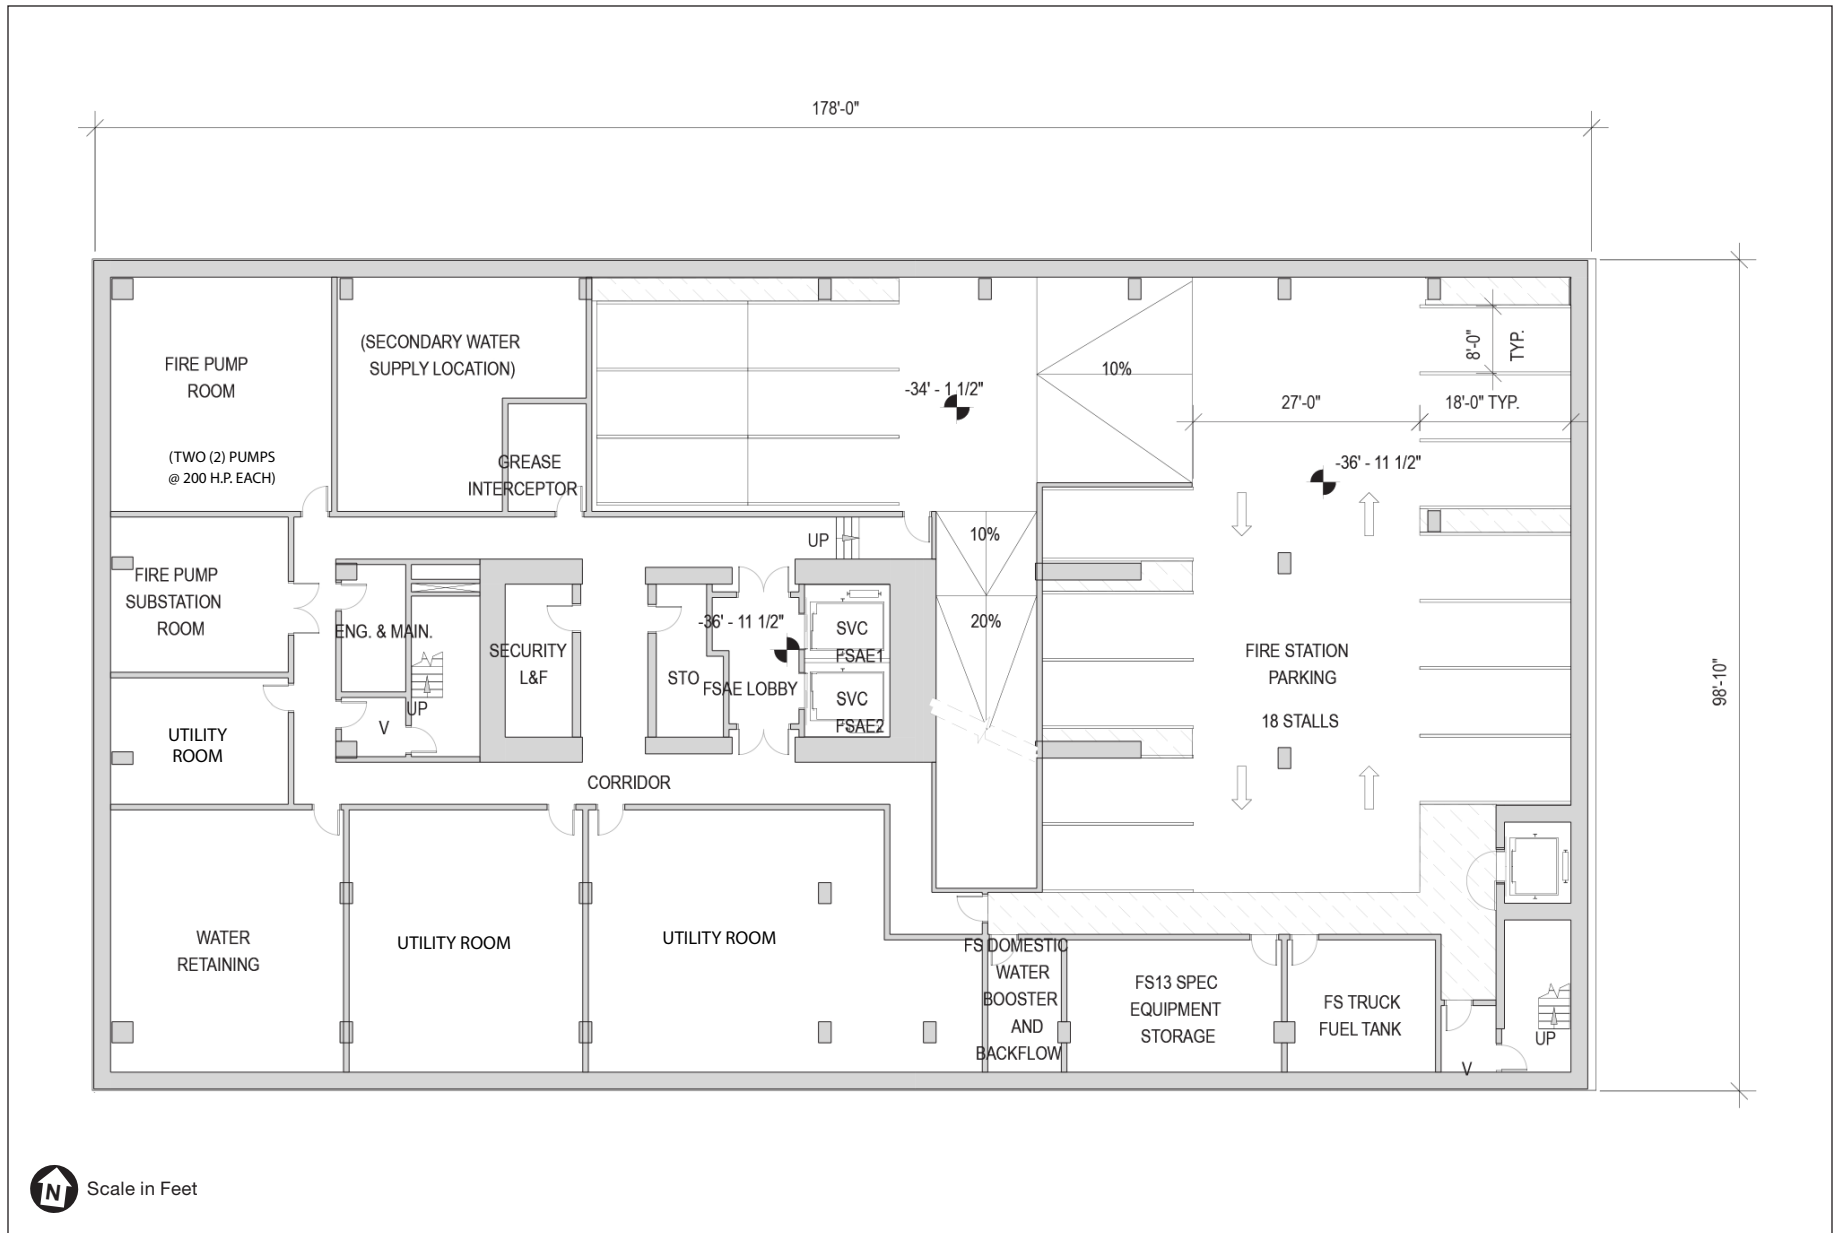 178'-0"
FIRE PUMP
ROOM
(TWO (2) PUMPS
@ 200 H.P. EACH)
(SECONDARY WATER
SUPPLY LOCATION)
GREASE
INTERCEPTOR
-34' - 1 1/2"
10%
8'-0"
TYP.
27'-0"
18'-0" TYP.
-36' - 11 1/2"
FIRE PUMP
SUBSTATION
ROOM
UP
10%
20%
ENG. & MAIN.
UP
V
SECURITY
L&F
STO
-36' - 11 1/2"
FSAE LOBBY
SVC
FSAE1
SVC
FSAE2
FIRE STATION
PARKING
18 STALLS
98'-10"
UTILITY
ROOM
CORRIDOR
WATER
RETAINING
UTILITY ROOM
UTILITY ROOM
FS DOMESTIC
WATER
BOOSTER
AND
BACKFLOW
FS13 SPEC
EQUIPMENT
STORAGE
FS TRUCK
FUEL TANK
V
UP
N
Scale in Feet